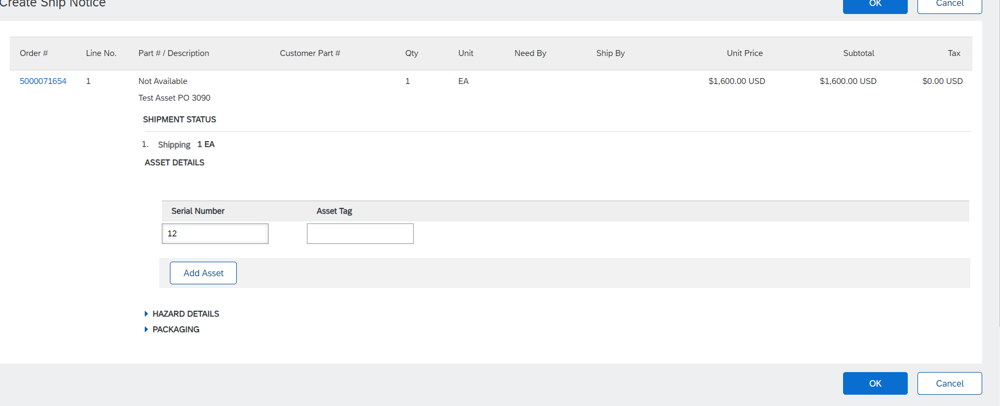 Create Ship Notice
OK Cancel
Order # Line No. Part # / Description Customer Part # Qty Unit Need By Ship By Unit Price Subtotal Tax
5000071654 1 Not Available 1 EA $1,600.00 USD $1,600.00 USD $0.00 USD
Test Asset PO 3090
SHIPMENT STATUS
1. Shipping 1 EA
ASSET DETAILS
Serial Number Asset Tag
12
Add Asset
HAZARD DETAILS
PACKAGING
OK Cancel